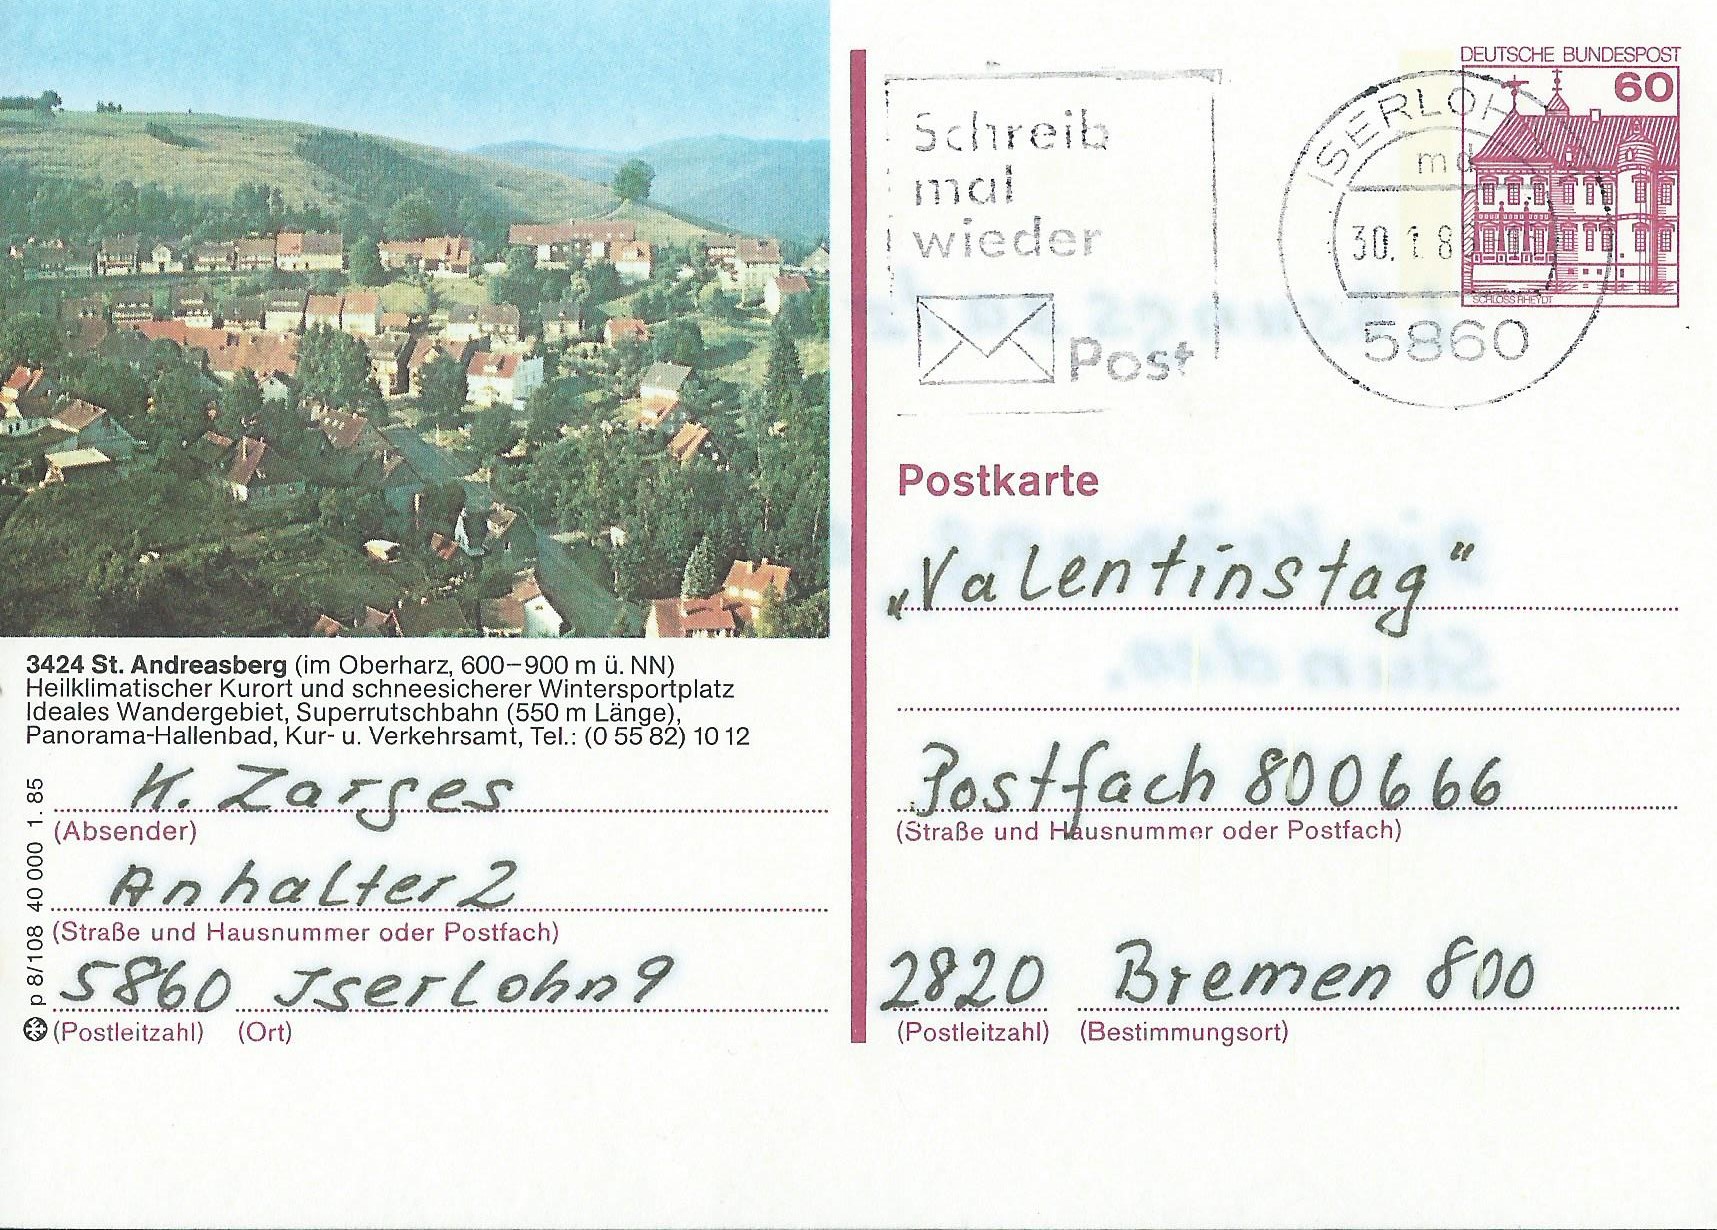 3424 St. Andreasberg (im Oberharz, 600–900 m ü. NN)
Heilklimatischer Kurort und schneesicherer Wintersportplatz
Ideales Wandergebiet, Superrutschbahn (550 m Länge),
Panorama-Hallenbad, Kur- u. Verkehrsamt, Tel.: (0 55 82) 10 12
K. Zarges
(Absender)
Anhalter 2
(Straße und Hausnummer oder Postfach)
5860 Iserlohn 9
(Postleitzahl) (Ort)
p 8/108 40 000 1. 85
Schreib
mal
wieder
Post
ISERLOH
md
30. 1. 8
5860
DEUTSCHE BUNDESPOST
60
SCHLOSS RHEYDT
Postkarte
„Valentinstag“
Postfach 800666
(Straße und Hausnummer oder Postfach)
2820 Bremen 800
(Postleitzahl) (Bestimmungsort)